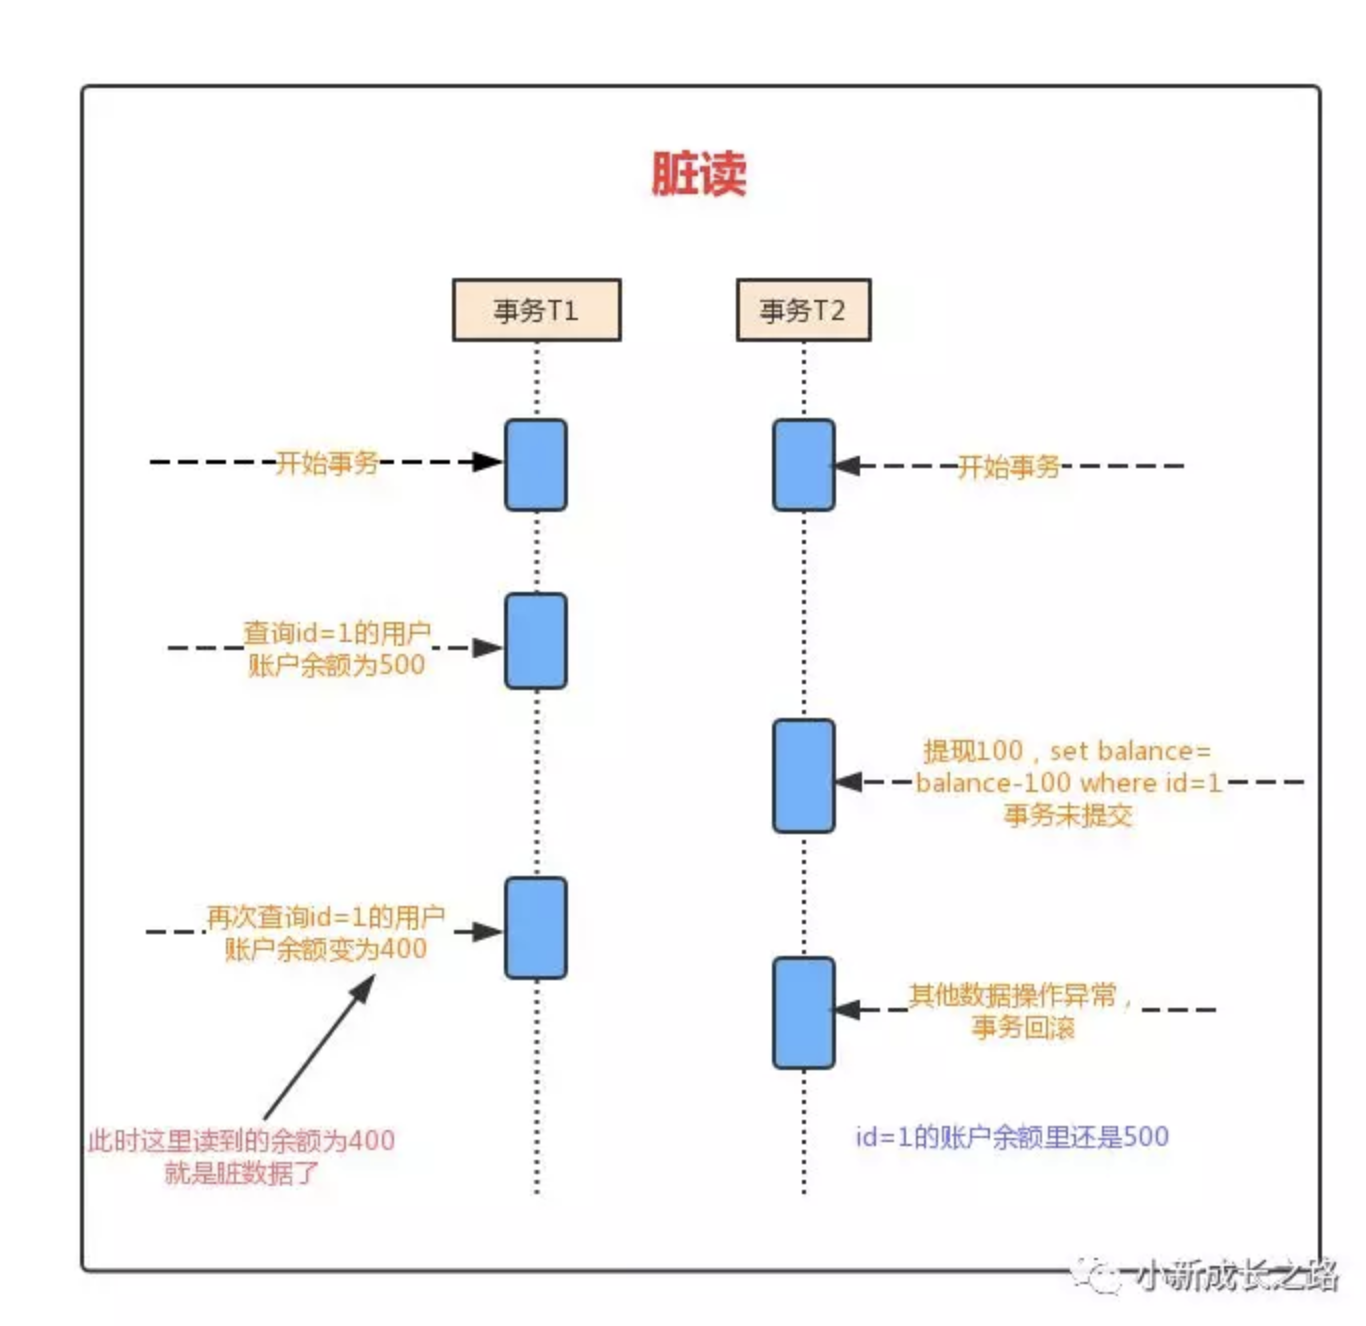 脏读
事务T1
事务T2
开始事务
开始事务
查询id=1的用户
账户余额为500
提现100，set balance=
balance-100 where id=1
事务未提交
再次查询id=1的用户
账户余额变为400
其他数据操作异常，
事务回滚
此时这里读到的余额为400
就是脏数据了
id=1的账户余额里还是500
小新成长之路